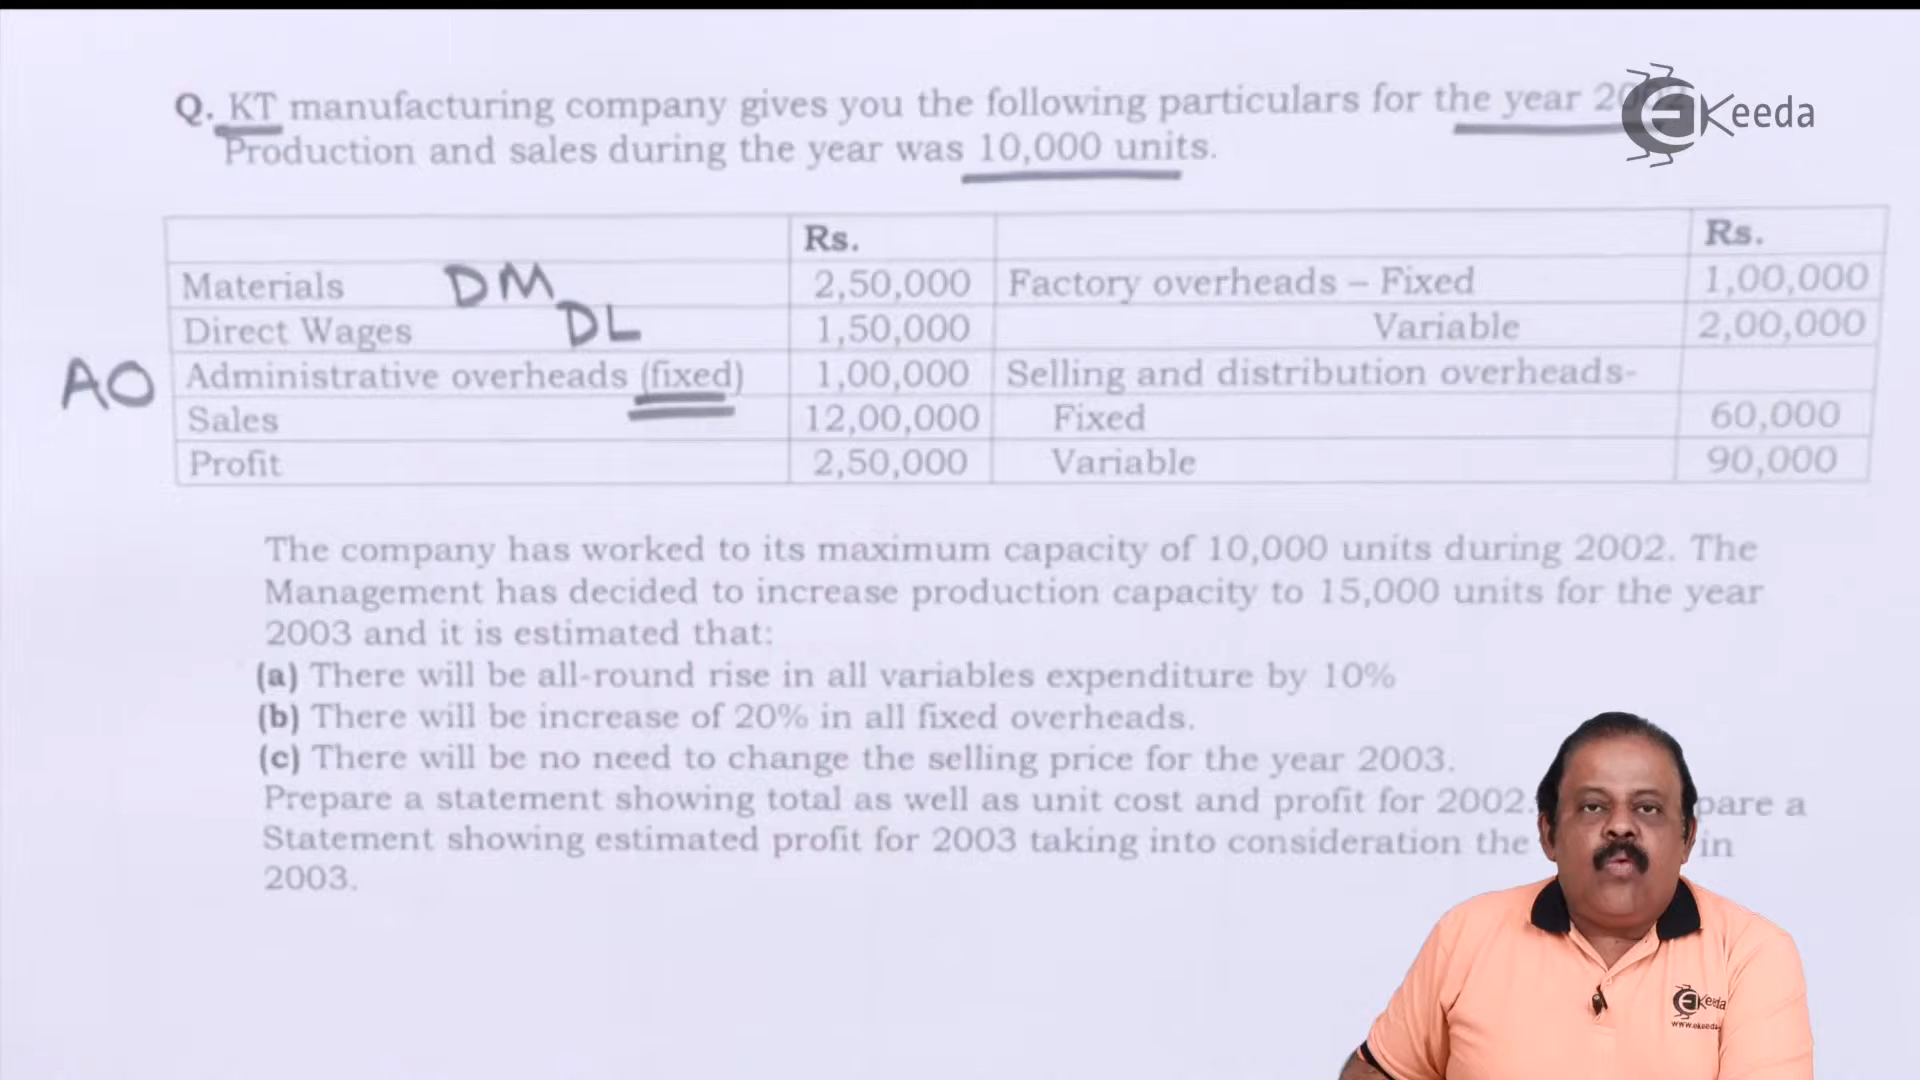 Q. KT manufacturing company gives you the following particulars for the year
Keeda
Production and sales during the year was 10,000 units.
Rs. Rs.
Materials DM 2,50,000 Factory overheads – Fixed 1,00,000
Direct Wages DL 1,50,000 Variable 2,00,000
AO Administrative overheads (fixed) 1,00,000 Selling and distribution overheads-
Sales 12,00,000 Fixed 60,000
Profit 2,50,000 Variable 90,000
The company has worked to its maximum capacity of 10,000 units during 2002. The
Management has decided to increase production capacity to 15,000 units for the year
2003 and it is estimated that:
(a) There will be all-round rise in all variables expenditure by 10%
(b) There will be increase of 20% in all fixed overheads.
(c) There will be no need to change the selling price for the year 2003.
Prepare a statement showing total as well as unit cost and profit for 2002. pare a
Statement showing estimated profit for 2003 taking into consideration the in
2003.
Keeda